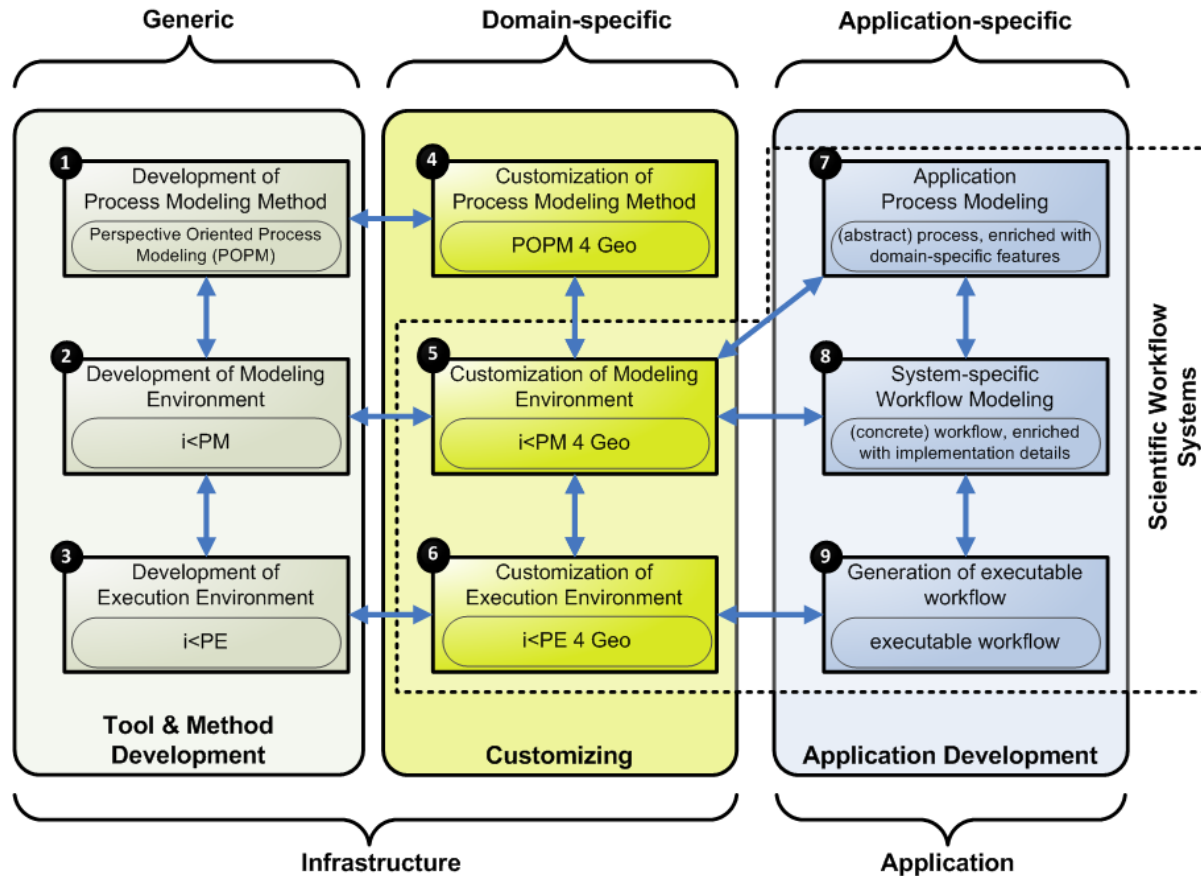 Generic
Domain-specific
Application-specific
1
Development of
Process Modeling Method
Perspective Oriented Process
Modeling (POPM)
2
Development of Modeling
Environment
i<PM
3
Development of
Execution Environment
i<PE
Tool & Method
Development
4
Customization of
Process Modeling Method
POPM 4 Geo
5
Customization of Modeling
Environment
i<PM 4 Geo
6
Customization of
Execution Environment
i<PE 4 Geo
Customizing
7
Application
Process Modeling
(abstract) process, enriched with
domain-specific features
8
System-specific
Workflow Modeling
(concrete) workflow, enriched
with implementation details
9
Generation of executable
workflow
executable workflow
Application Development
Scientific Workflow
Systems
Infrastructure
Application